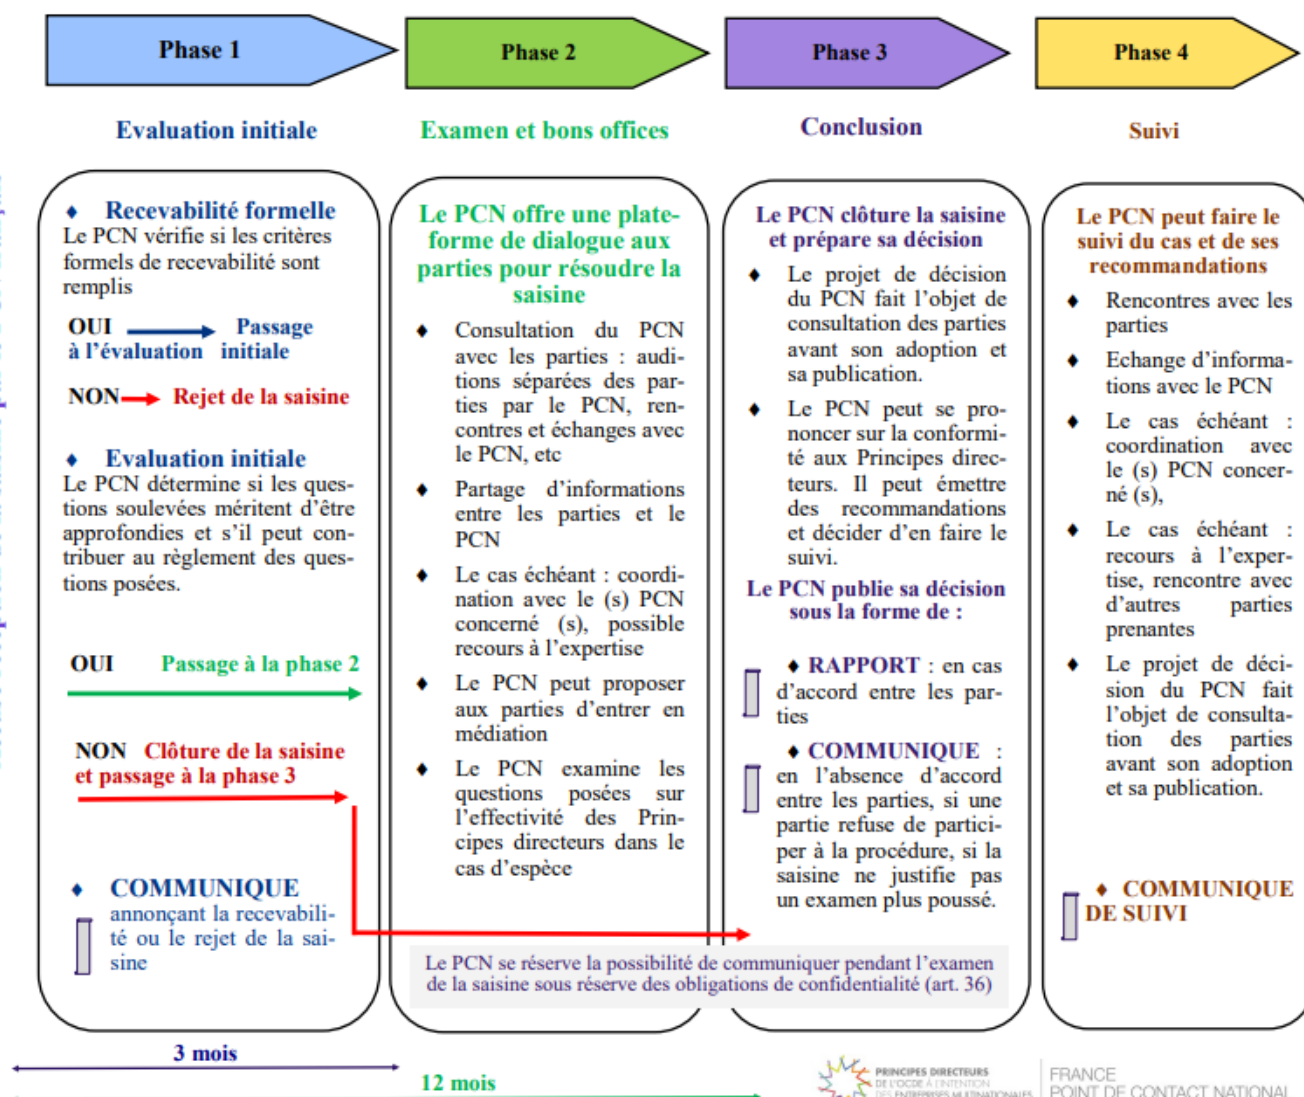 Phase 1
Phase 2
Phase 3
Phase 4
Evaluation initiale
Examen et bons offices
Conclusion
Suivi
♦ Recevabilité formelle
Le PCN vérifie si les critères
formels de recevabilité sont
remplis
OUI Passage
à l'évaluation initiale
NON Rejet de la saisine
♦ Evaluation initiale
Le PCN détermine si les ques-
tions soulevées méritent d'être
approfondies et s'il peut con-
tribuer au règlement des ques-
tions posées.
OUI Passage à la phase 2
NON Clôture de la saisine
et passage à la phase 3
♦ COMMUNIQUE
annonçant la recevabili-
té ou le rejet de la sai-
sine
Le PCN offre une plate-
forme de dialogue aux
parties pour résoudre la
saisine
♦ Consultation du PCN
avec les parties : audi-
tions séparées des par-
ties par le PCN, ren-
contres et échanges avec
le PCN, etc
♦ Partage d'informations
entre les parties et le
PCN
♦ Le cas échéant : coordi-
nation avec le (s) PCN
concerné (s), possible
recours à l'expertise
♦ Le PCN peut proposer
aux parties d'entrer en
médiation
♦ Le PCN examine les
questions posées sur
l'effectivité des Prin-
cipes directeurs dans le
cas d'espèce
Le PCN clôture la saisine
et prépare sa décision
♦ Le projet de décision
du PCN fait l'objet de
consultation des parties
avant son adoption et
sa publication.
♦ Le PCN peut se pro-
noncer sur la conformi-
té aux Principes direc-
teurs. Il peut émettre
des recommandations
et décider d'en faire le
suivi.
Le PCN publie sa décision
sous la forme de :
♦ RAPPORT : en cas
d'accord entre les par-
ties
♦ COMMUNIQUE :
en l'absence d'accord
entre les parties, si une
partie refuse de partici-
per à la procédure, si la
saisine ne justifie pas
un examen plus poussé.
Le PCN peut faire le
suivi du cas et de ses
recommandations
♦ Rencontres avec les
parties
♦ Echange d'informa-
tions avec le PCN
♦ Le cas échéant :
coordination avec
le (s) PCN concer-
né (s),
♦ Le cas échéant :
recours à l'exper-
tise, rencontre avec
d'autres parties
prenantes
♦ Le projet de déci-
sion du PCN fait
l'objet de consulta-
tion des parties
avant son adoption
et sa publication.
♦ COMMUNIQUE
DE SUIVI
Le PCN se réserve la possibilité de communiquer pendant l'examen
de la saisine sous réserve des obligations de confidentialité (art. 36)
3 mois
12 mois
PRINCIPES DIRECTEURS
DE L'OCDE À L'INTENTION
DES ENTREPRISES MULTINATIONALES
FRANCE
POINT DE CONTACT NATIONAL